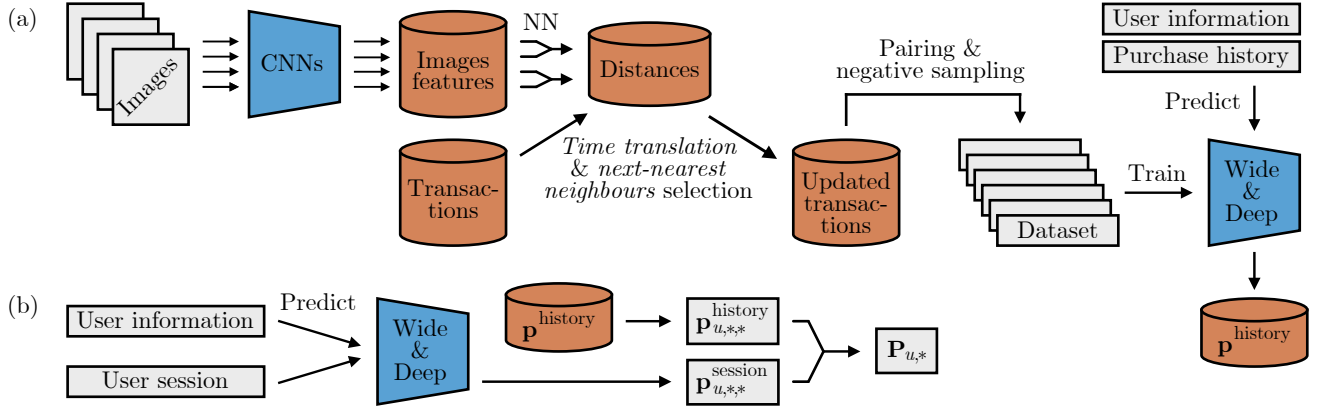 (a)
Images
CNNs
Images
features
NN
Distances
Transac-
tions
Time translation
& next-nearest
neighbours selection
Updated
transac-
tions
Pairing &
negative sampling
Dataset
Train
User information
Purchase history
Predict
Wide
&
Deep
p^history
(b)
User information
User session
Predict
Wide
&
Deep
p^history
p^history_u,*,*
p^session_u,*,*
P_u,*